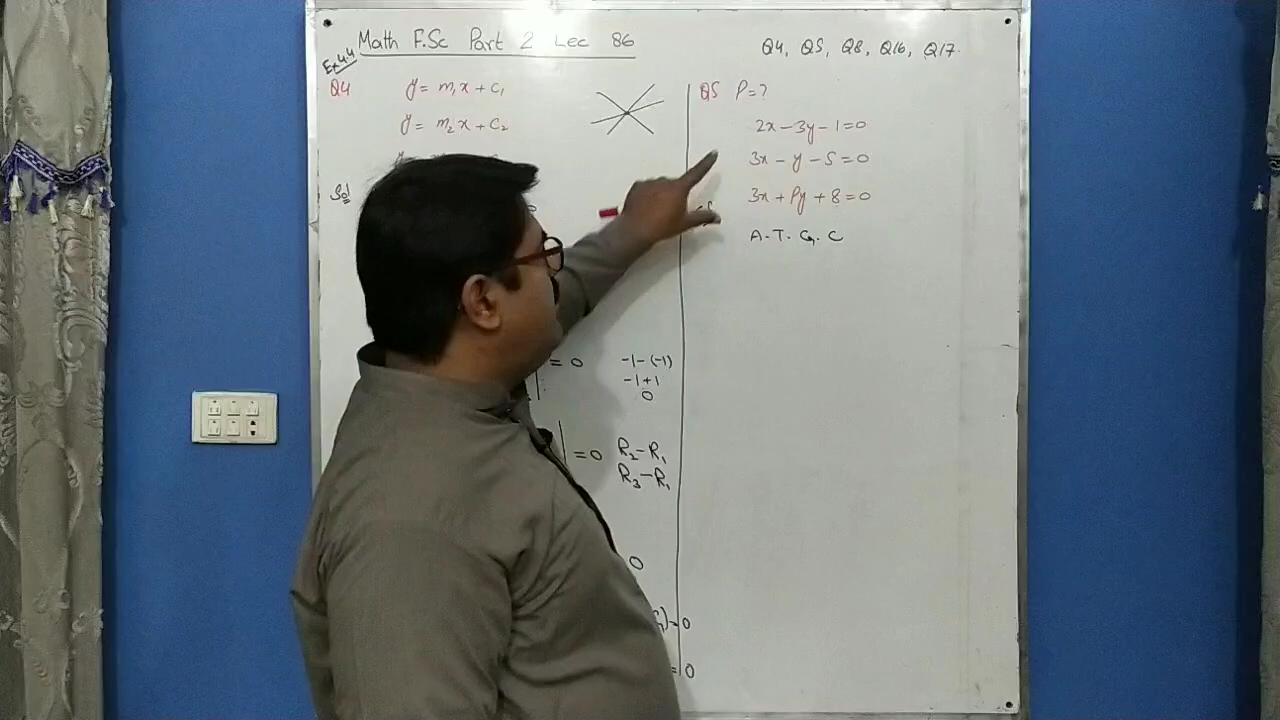 Math F.Sc Part 2 Lec 86
Q4, Q5, Q8, Q16, Q17.
Ex 4.4
Q4 y = m₁x + c₁
y = m₂x + c₂
Sol
= 0 -1-(-1)
-1+1
0
= 0 R₂-R₁
R₃-R₁
0
= 0
= 0
Q5 P=?
2x - 3y - 1 = 0
3x - y - 5 = 0
3x + Py + 8 = 0
A.T.